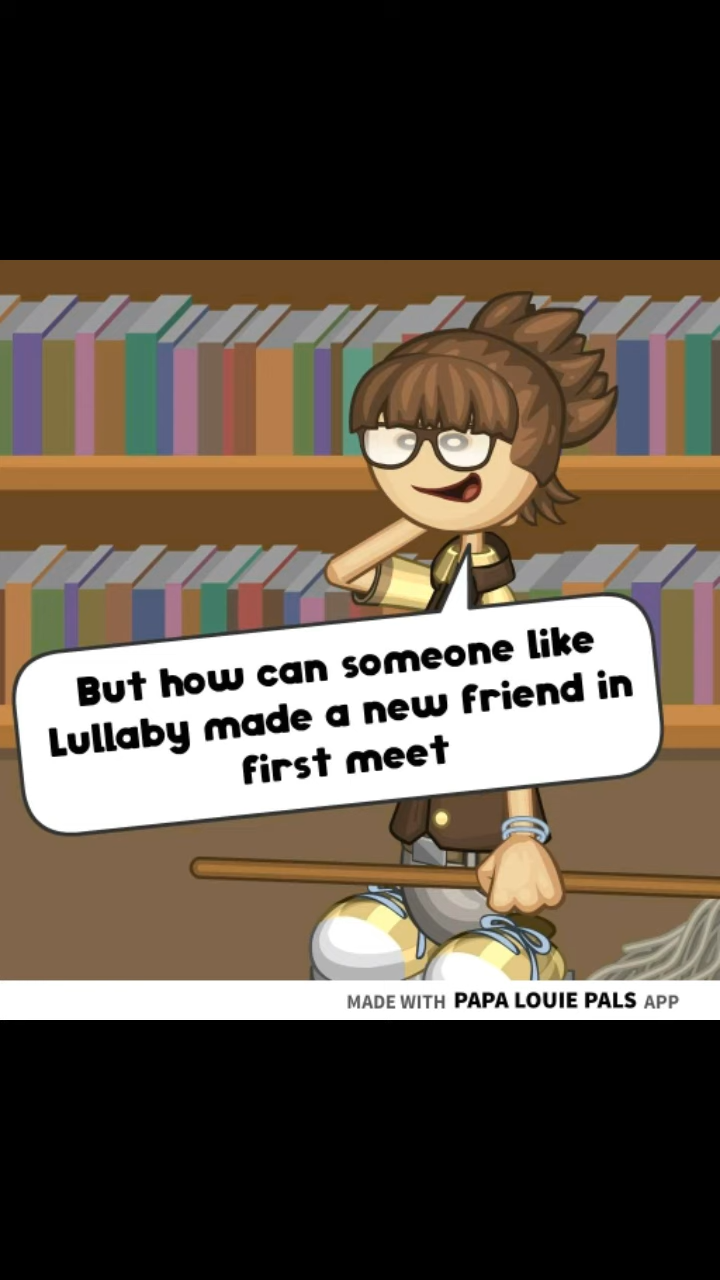 But how can someone like
Lullaby made a new friend in
first meet
MADE WITH PAPA LOUIE PALS APP